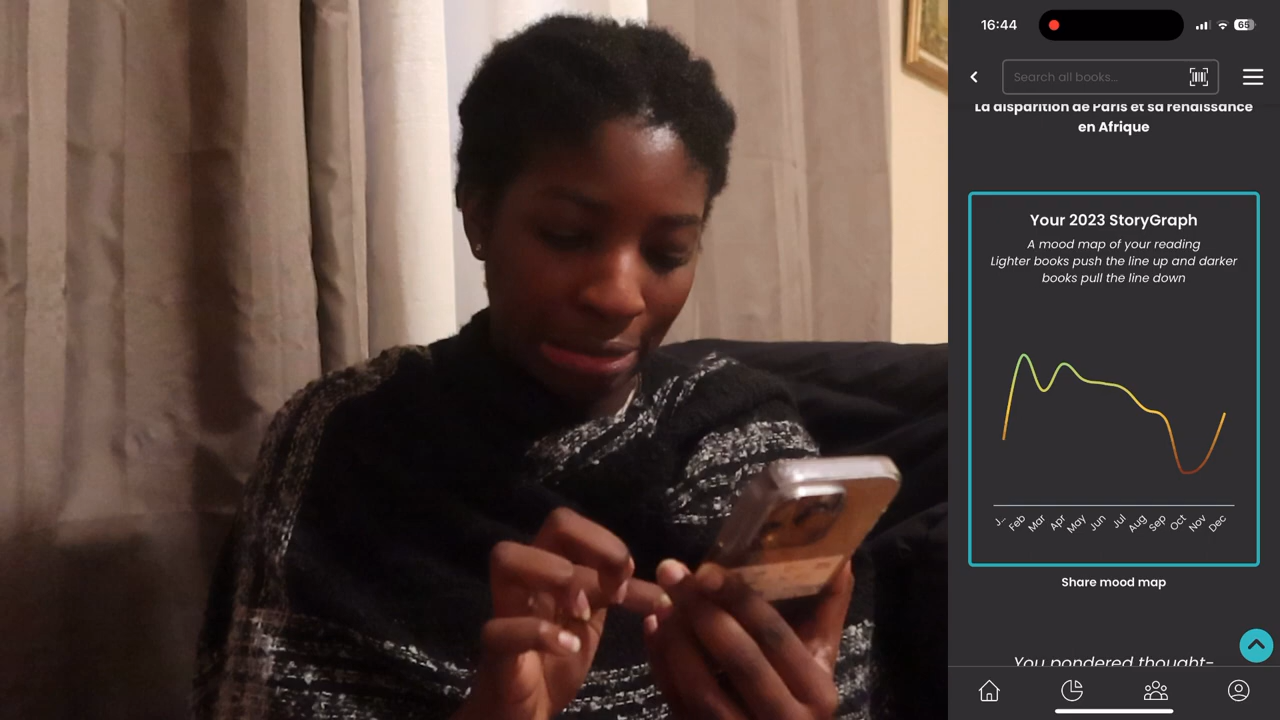 16:44
65
Search all books...
La disparition de Paris et sa renaissance
en Afrique
Your 2023 StoryGraph
A mood map of your reading
Lighter books push the line up and darker
books pull the line down
J...
Feb
Mar
Apr
May
Jun
Jul
Aug
Sep
Oct
Nov
Dec
Share mood map
You pondered thought-